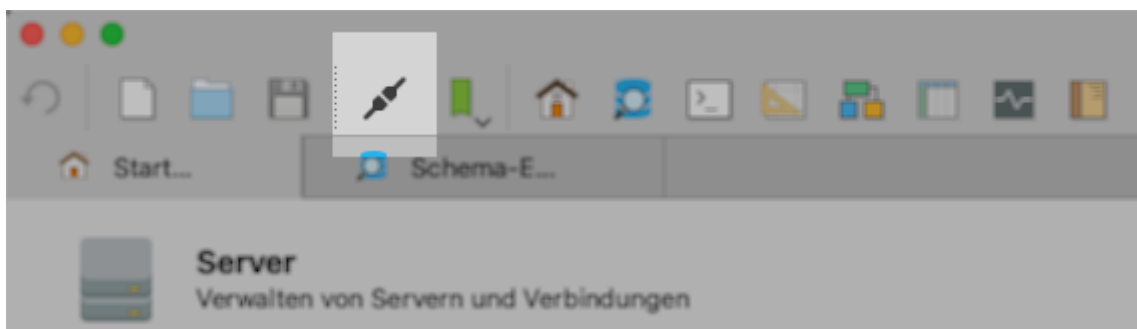 Start...
Schema-E...
Server
Verwalten von Servern und Verbindungen